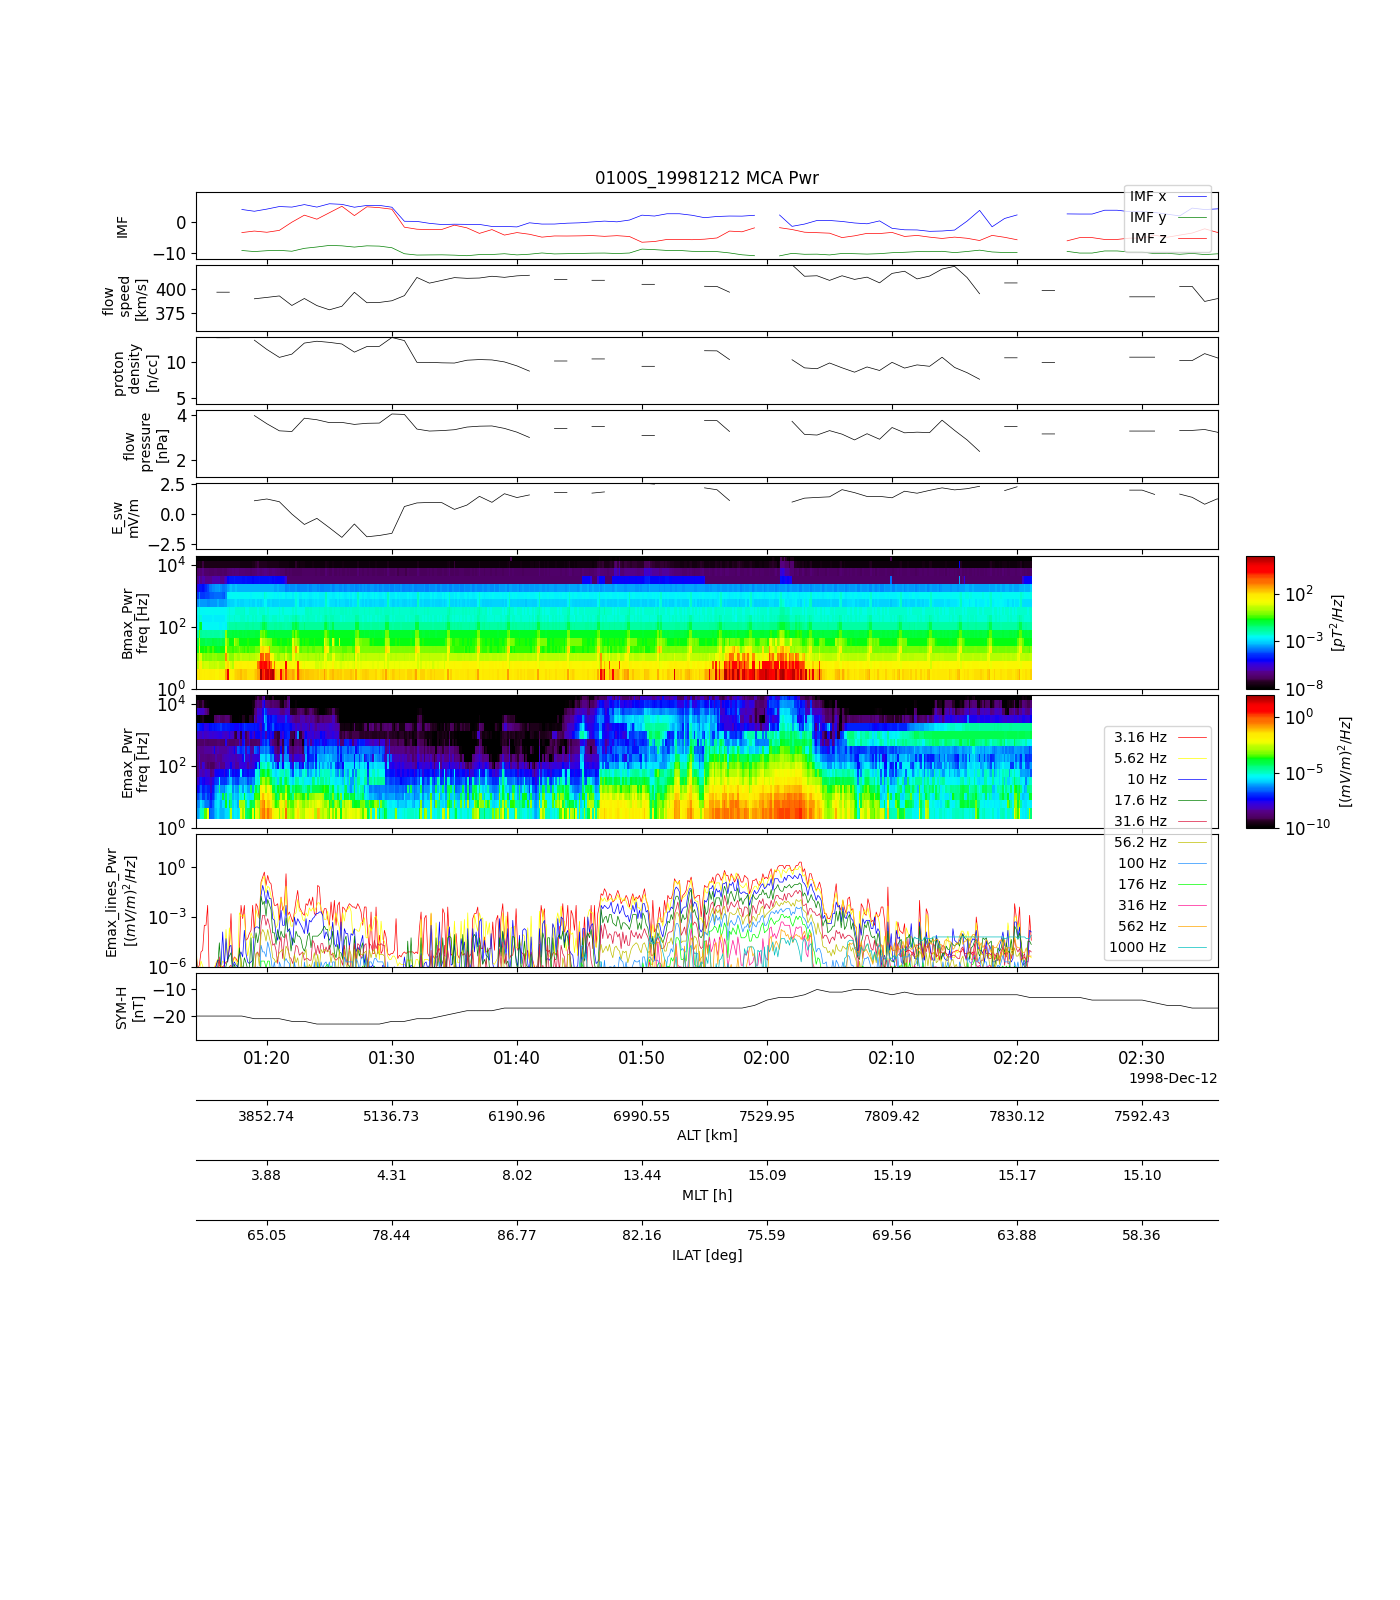 0100S_19981212 MCA Pwr
IMF
0
−10
IMF x
IMF y
IMF z
flow
speed
[km/s]
400
375
proton
density
[n/cc]
10
5
flow
pressure
[nPa]
4
2
E_sw
mV/m
2.5
0.0
−2.5
Bmax_Pwr
freq [Hz]
10^4
10^2
10^0
10^2
10^−3
10^−8
[pT^2/Hz]
Emax_Pwr
freq [Hz]
10^4
10^2
10^0
10^0
10^−5
10^−10
[(mV/m)^2/Hz]
3.16 Hz
5.62 Hz
10 Hz
17.6 Hz
31.6 Hz
56.2 Hz
100 Hz
176 Hz
316 Hz
562 Hz
1000 Hz
Emax_lines_Pwr
[(mV/m)^2/Hz]
10^0
10^−3
10^−6
SYM-H
[nT]
−10
−20
01:20 01:30 01:40 01:50 02:00 02:10 02:20 02:30
1998-Dec-12
3852.74 5136.73 6190.96 6990.55 7529.95 7809.42 7830.12 7592.43
ALT [km]
3.88 4.31 8.02 13.44 15.09 15.19 15.17 15.10
MLT [h]
65.05 78.44 86.77 82.16 75.59 69.56 63.88 58.36
ILAT [deg]